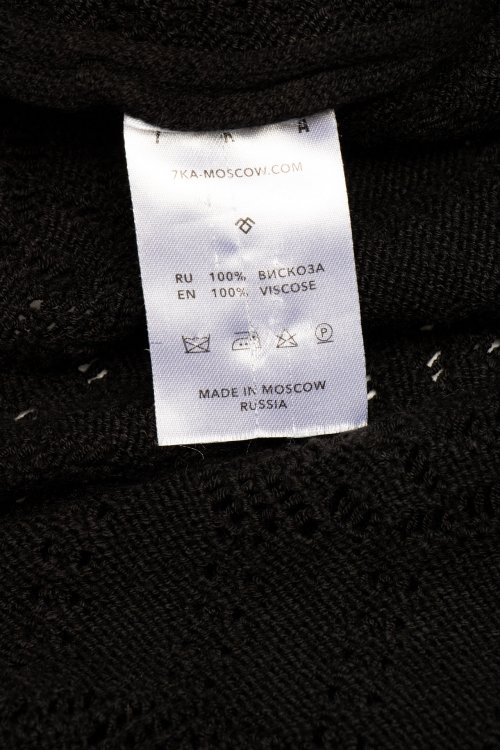 7KA-MOSCOW.COM
RU 100%, ВИСКОЗА
EN 100%, VISCOSE
P
MADE IN MOSCOW
RUSSIA